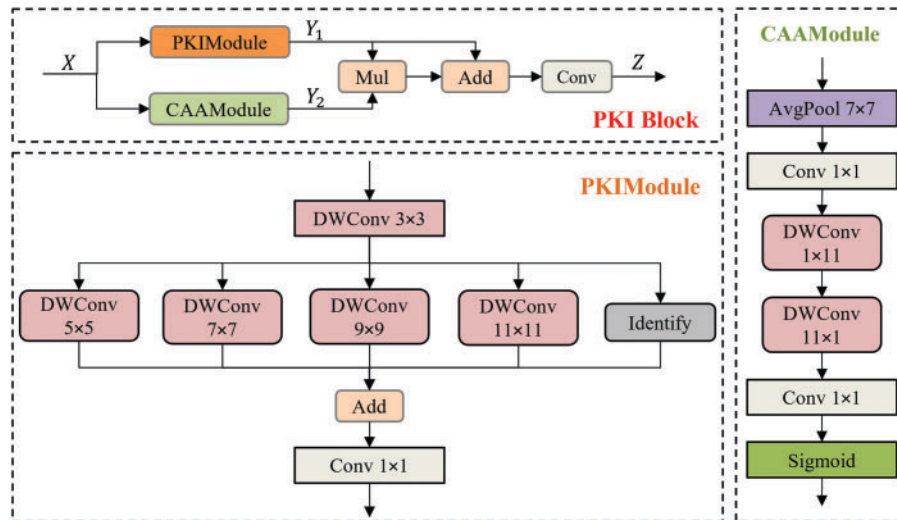 X
PKIModule
Y₁
Mul
Add
Conv
Z
CAAModule
Y₂
PKI Block
PKIModule
DWConv 3×3
DWConv
5×5
DWConv
7×7
DWConv
9×9
DWConv
11×11
Identify
Add
Conv 1×1
CAAModule
AvgPool 7×7
Conv 1×1
DWConv
1×11
DWConv
11×1
Conv 1×1
Sigmoid